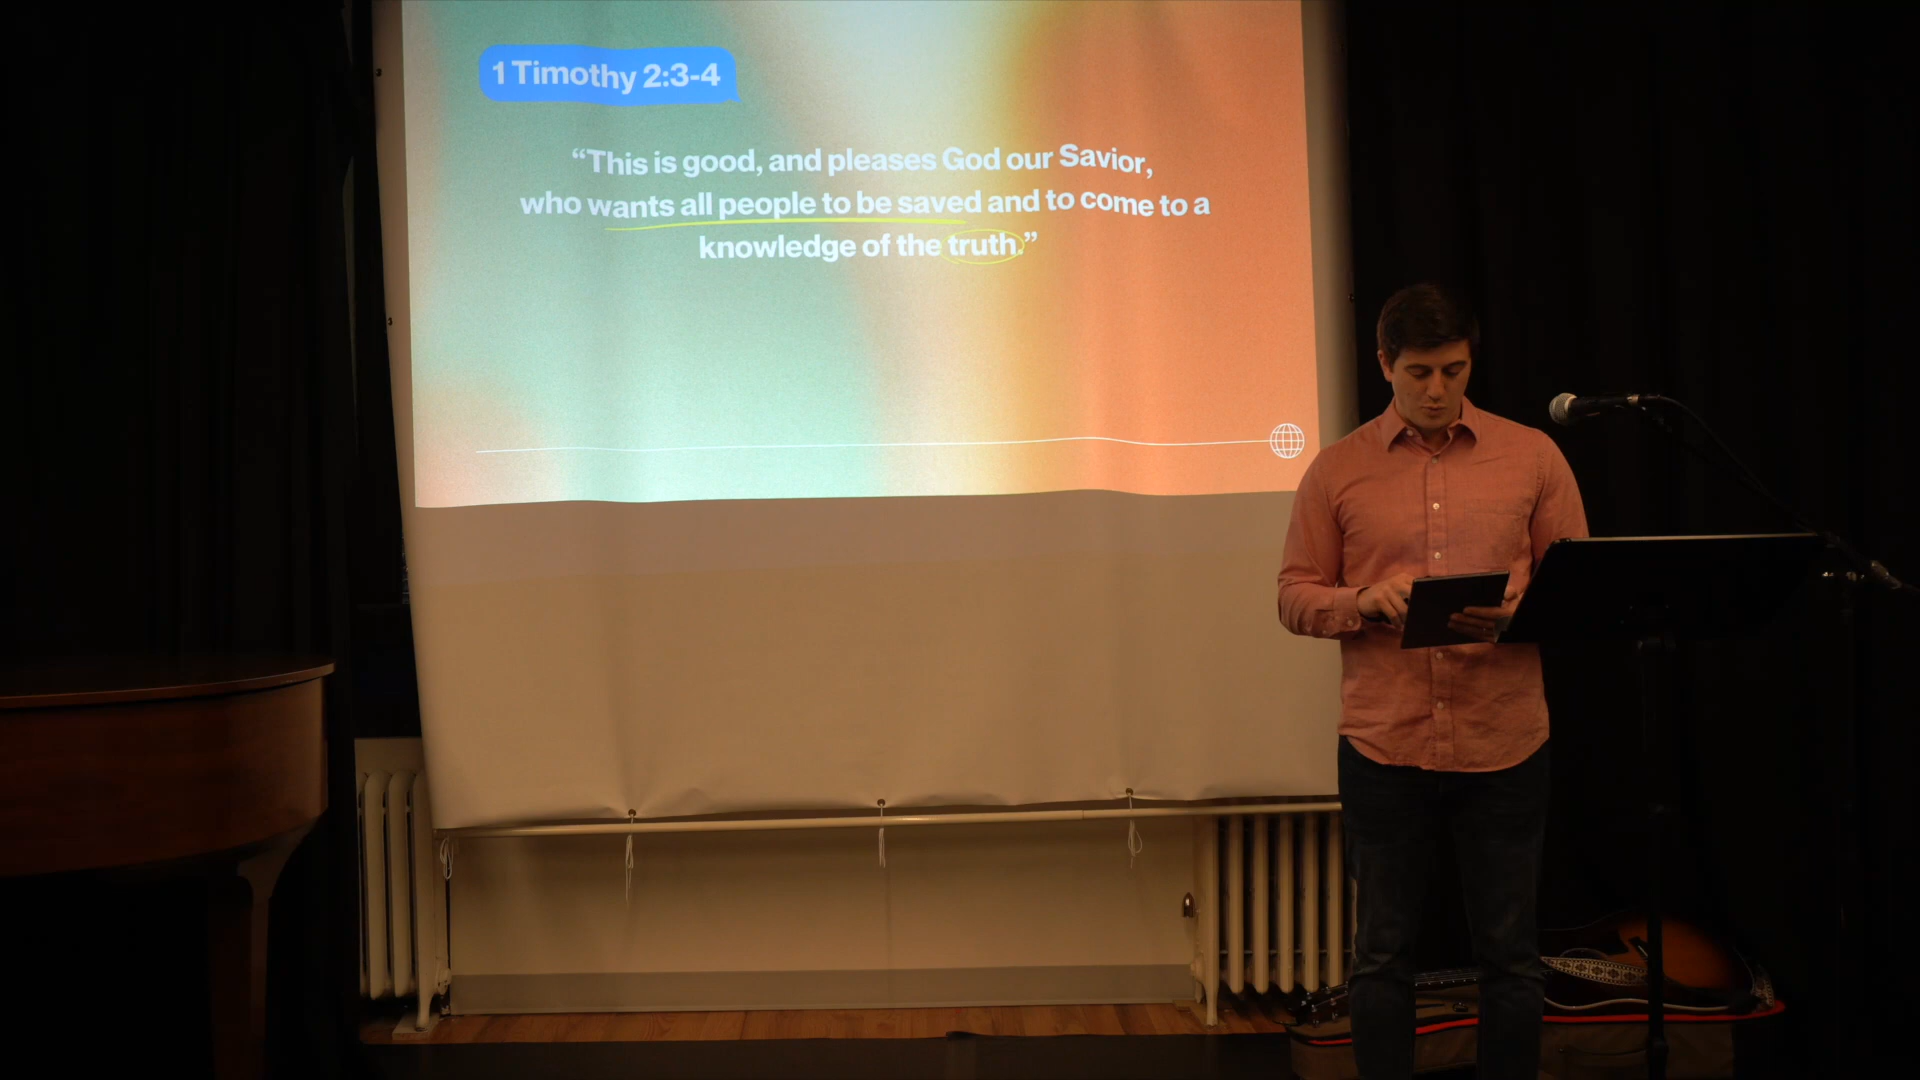 1 Timothy 2:3-4
“This is good, and pleases God our Savior,
who wants all people to be saved and to come to a
knowledge of the truth.”